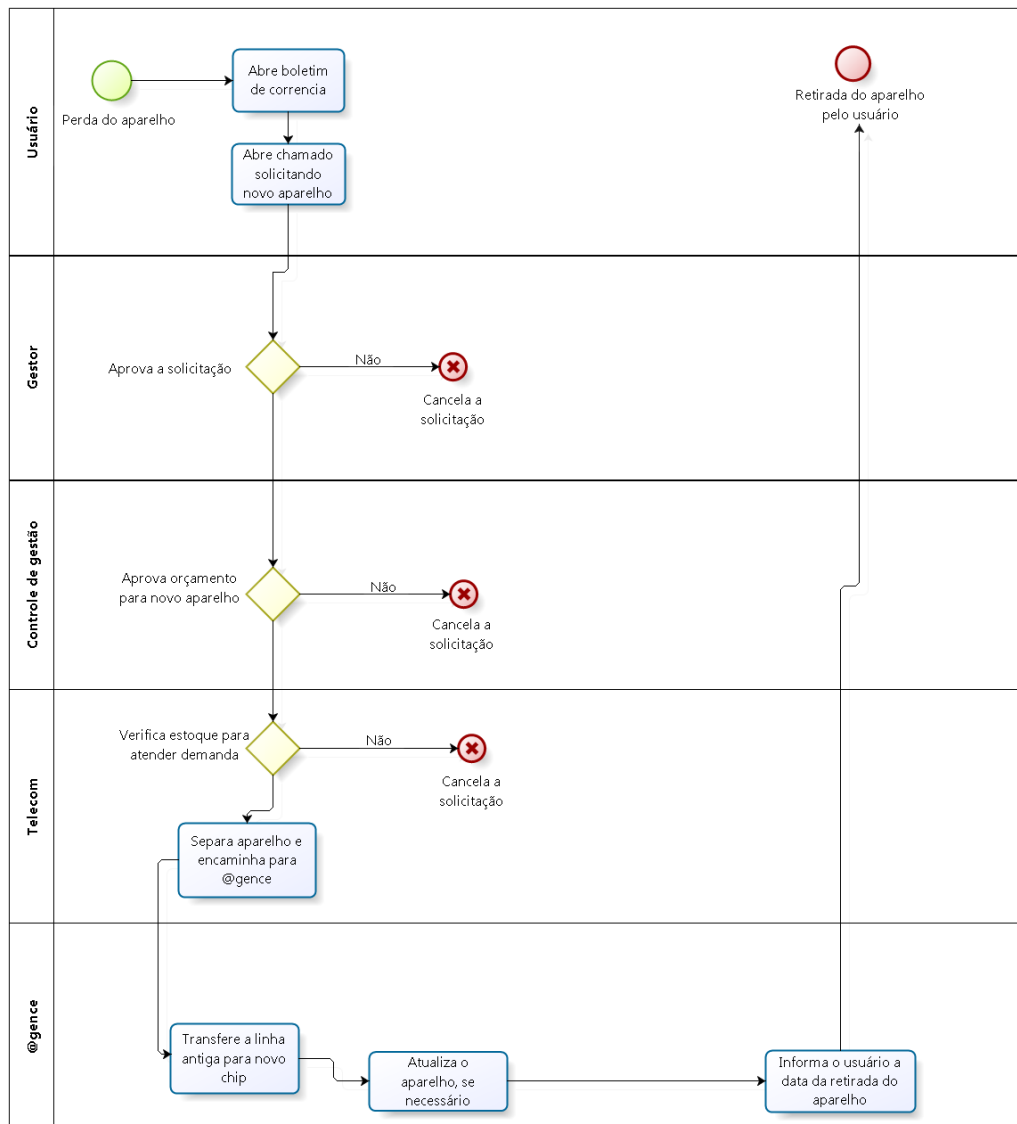 Usuário
Perda do aparelho
Abre boletim
de correncia
Abre chamado
solicitando
novo aparelho
Retirada do aparelho
pelo usuário
Gestor
Aprova a solicitação
Não
Cancela a
solicitação
Controle de gestão
Aprova orçamento
para novo aparelho
Não
Cancela a
solicitação
Telecom
Verifica estoque para
atender demanda
Não
Cancela a
solicitação
Separa aparelho e
encaminha para
@gence
@gence
Transfere a linha
antiga para novo
chip
Atualiza o
aparelho, se
necessário
Informa o usuário a
data da retirada do
aparelho